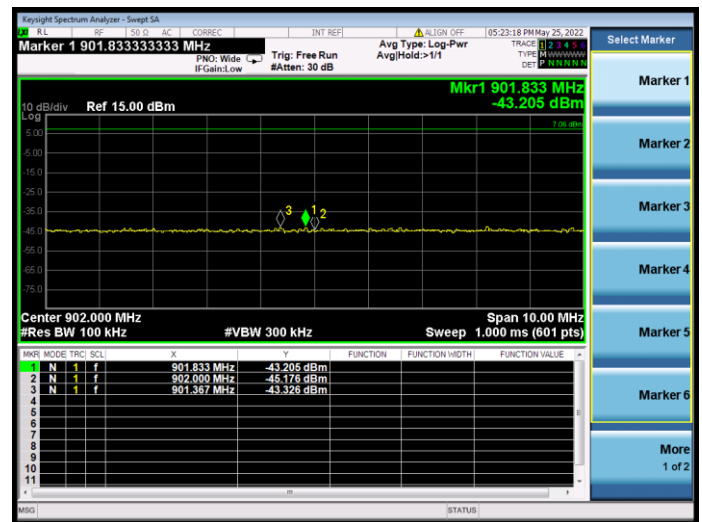 Keysight Spectrum Analyzer - Swept SA
RL RF 50 Ω AC CORREC INT REF ALIGN OFF 05:23:18 PM May 25, 2022
Marker 1 901.833333333 MHz
PNO: Wide
IFGain:Low
Trig: Free Run
#Atten: 30 dB
Avg Type: Log-Pwr
Avg|Hold:>1/1
TRACE 1 2 3 4 5 6
TYPE M W W W W W
DET P N N N N N
Mkr1 901.833 MHz
-43.205 dBm
10 dB/div Ref 15.00 dBm
Log
7.06 dBm
5.00
-5.00
-15.0
-25.0
-35.0
-45.0
-55.0
-65.0
-75.0
3 1 2
Center 902.000 MHz Span 10.00 MHz
#Res BW 100 kHz #VBW 300 kHz Sweep 1.000 ms (601 pts)
MKR MODE TRC SCL X Y FUNCTION FUNCTION WIDTH FUNCTION VALUE
1 N 1 f 901.833 MHz -43.205 dBm
2 N 1 f 902.000 MHz -45.176 dBm
3 N 1 f 901.367 MHz -43.326 dBm
4
5
6
7
8
9
10
11
MSG STATUS
Select Marker
Marker 1
Marker 2
Marker 3
Marker 4
Marker 5
Marker 6
More
1 of 2